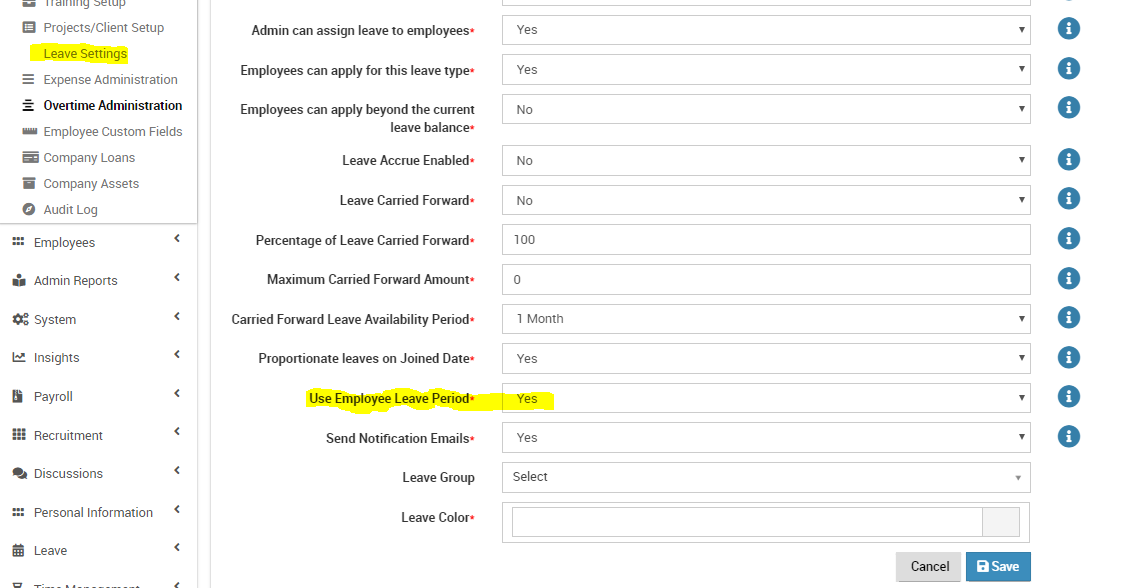 Training Setup
Projects/Client Setup
Leave Settings
Expense Administration
Overtime Administration
Employee Custom Fields
Company Loans
Company Assets
Audit Log
Employees
Admin Reports
System
Insights
Payroll
Recruitment
Discussions
Personal Information
Leave
Time Management
Admin can assign leave to employees* Yes
Employees can apply for this leave type* Yes
Employees can apply beyond the current
leave balance* No
Leave Accrue Enabled* No
Leave Carried Forward* No
Percentage of Leave Carried Forward* 100
Maximum Carried Forward Amount* 0
Carried Forward Leave Availability Period* 1 Month
Proportionate leaves on Joined Date* Yes
Use Employee Leave Period* Yes
Send Notification Emails* Yes
Leave Group Select
Leave Color*
Cancel Save